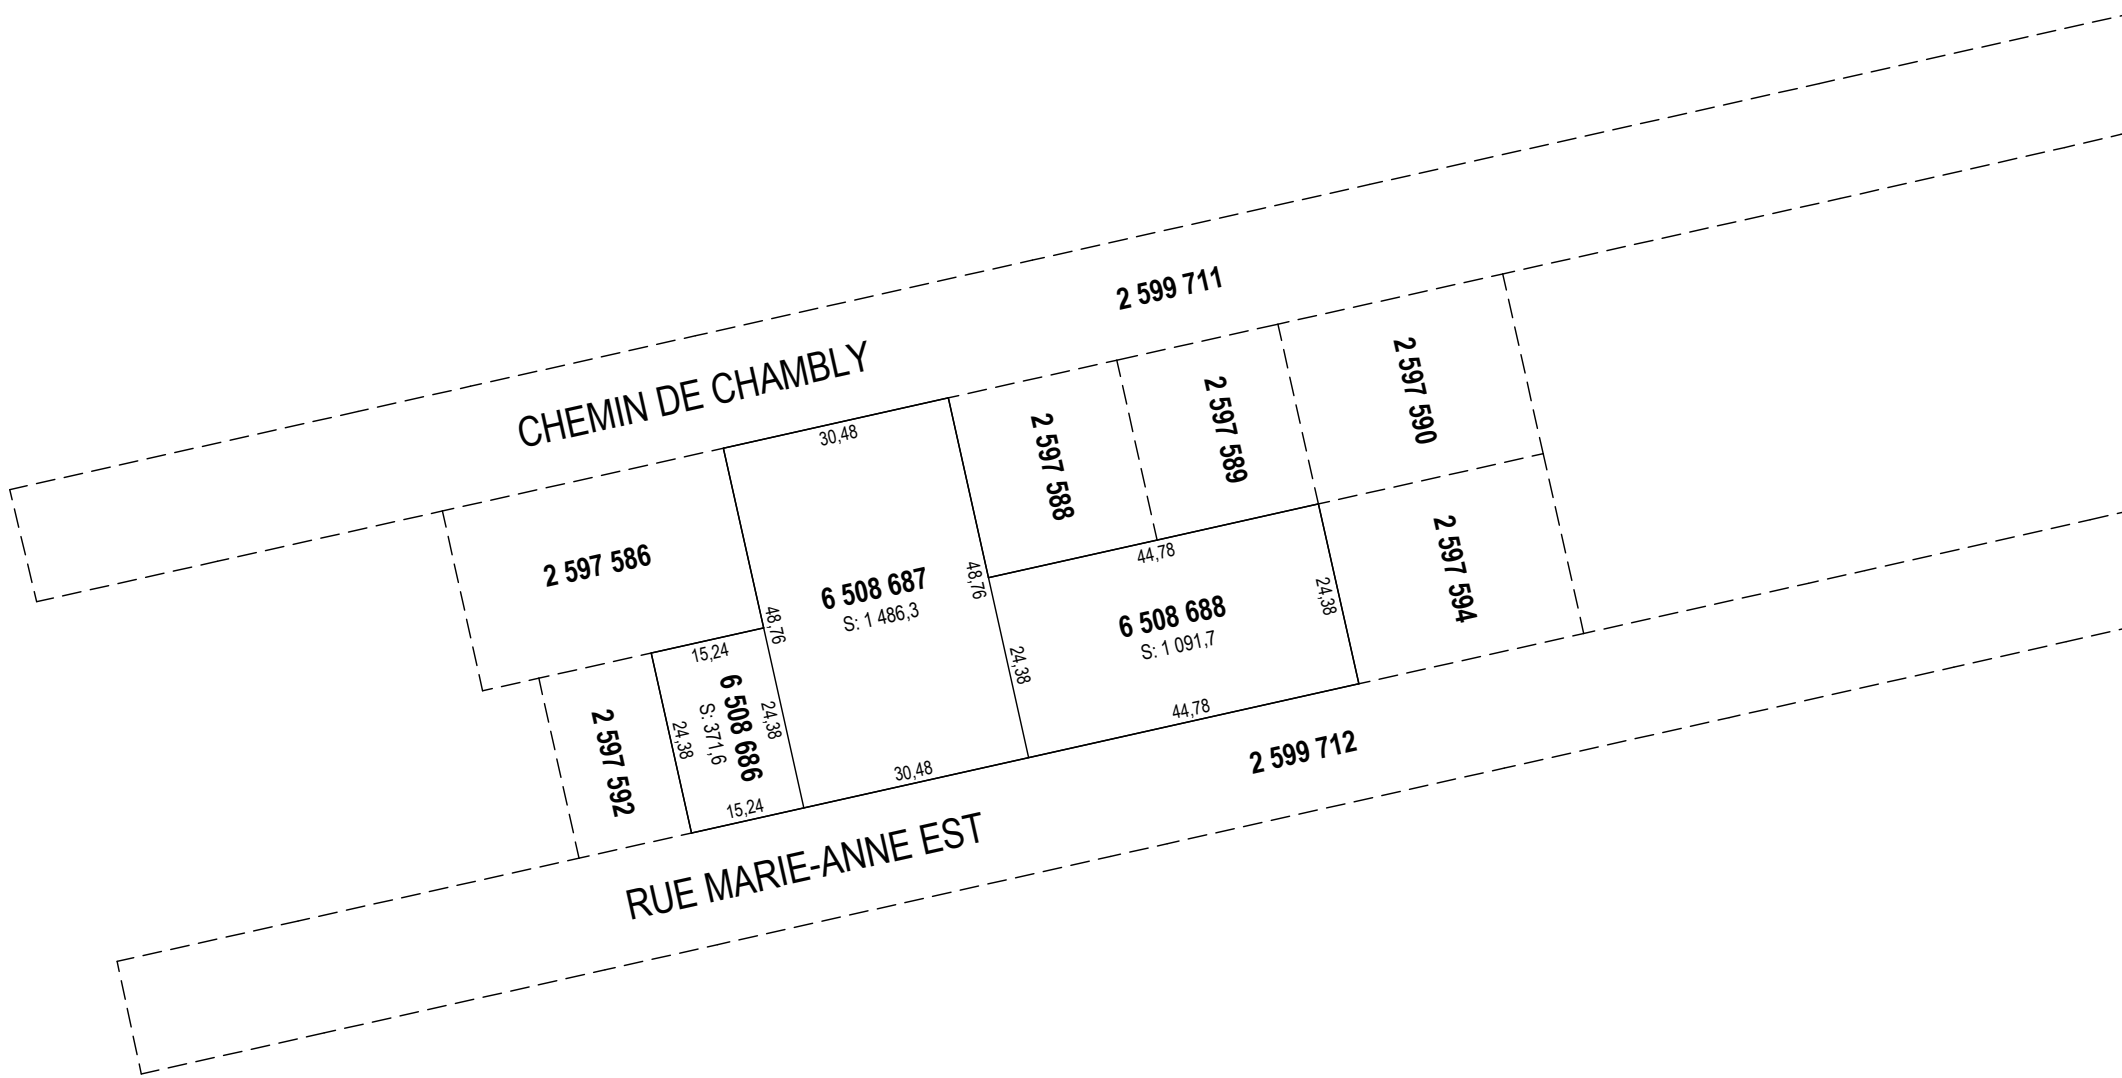 2 599 711
CHEMIN DE CHAMBLY
30,48
2 597 588
2 597 589
2 597 590
2 597 586
6 508 687
S: 1 486,3
48,76
48,76
44,78
6 508 688
S: 1 091,7
24,38
24,38
44,78
2 597 594
15,24
6 508 686
S: 371,6
24,38
24,38
15,24
2 597 592
30,48
2 599 712
RUE MARIE-ANNE EST